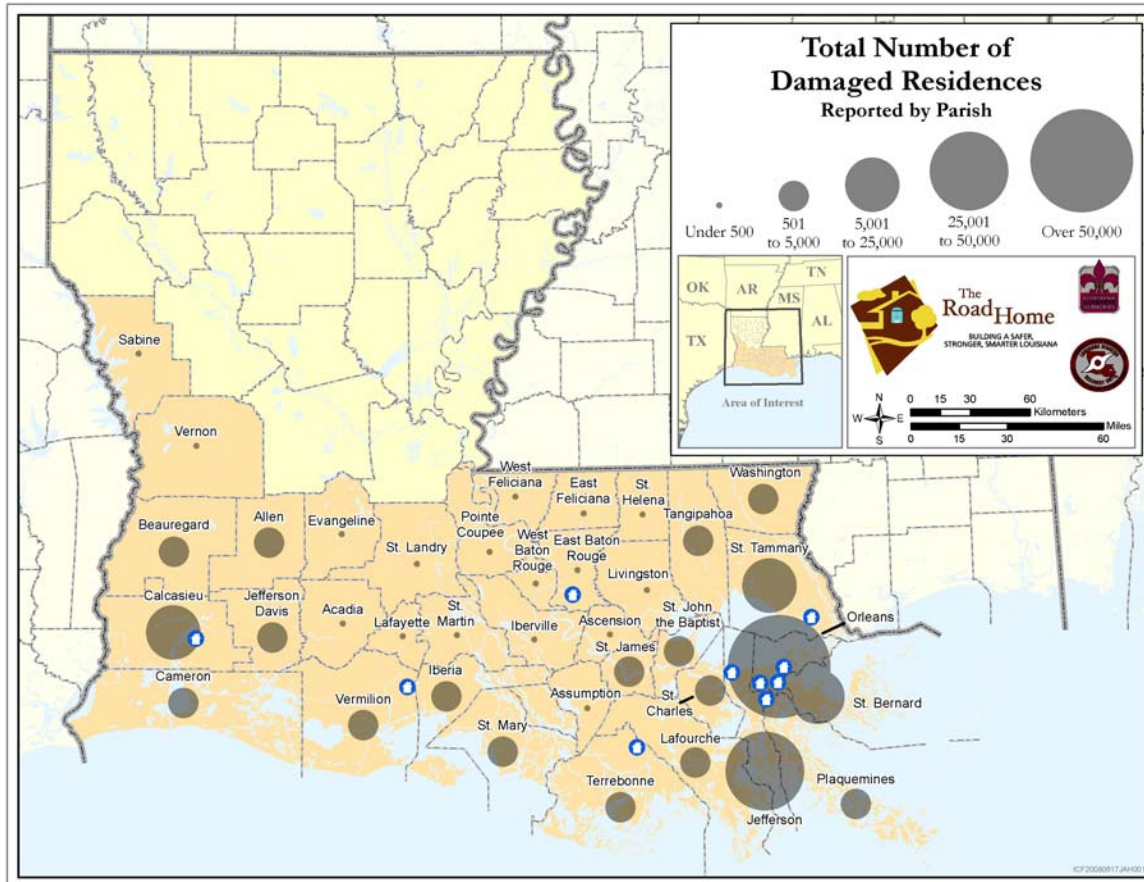 Total Number of
Damaged Residences
Reported by Parish
Under 500
501
to 5,000
5,001
to 25,000
25,001
to 50,000
Over 50,000
OK
AR
TN
MS
TX
AL
Area of Interest
The
Road Home
BUILDING A SAFER,
STRONGER, SMARTER LOUISIANA
N
W E
S
0 15 30 60
Kilometers
Miles
0 15 30 60
Sabine
Vernon
West
Feliciana
East
Feliciana
St.
Helena
Washington
Beauregard
Allen
Evangeline
St. Landry
Pointe
Coupee
West
Baton
Rouge
East Baton
Rouge
Tangipahoa
St. Tammany
Livingston
Calcasieu
Jefferson
Davis
Acadia
Lafayette
St.
Martin
Iberville
Ascension
St. John
the Baptist
Orleans
St. James
Cameron
Vermilion
Iberia
Assumption
St.
Charles
St. Bernard
St. Mary
Lafourche
Terrebonne
Plaquemines
Jefferson